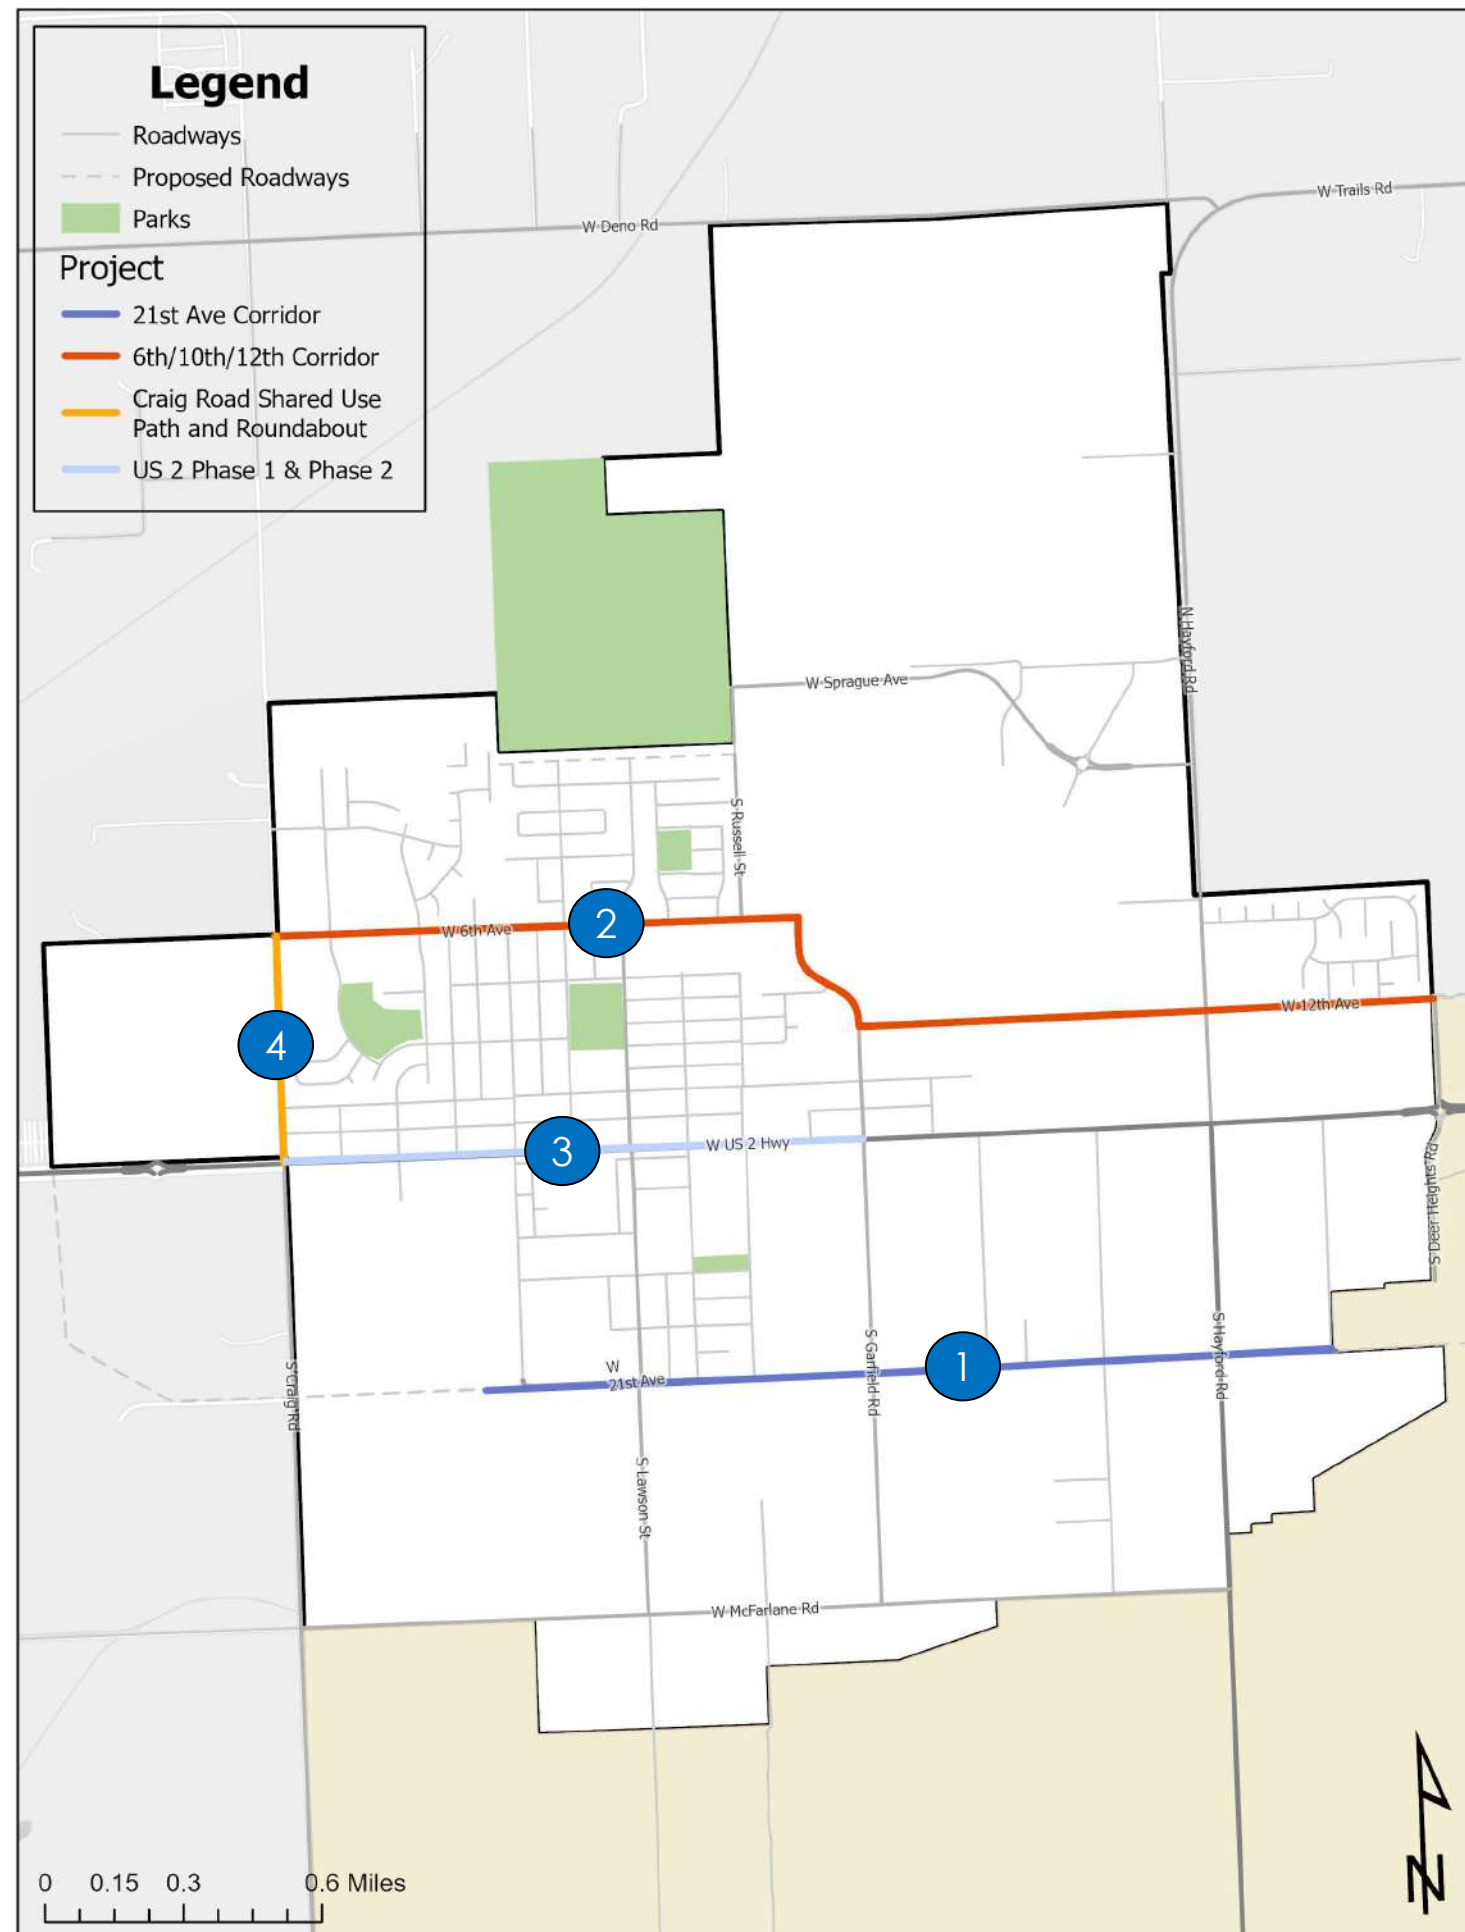 Legend
Roadways
Proposed Roadways
Parks
Project
21st Ave Corridor
6th/10th/12th Corridor
Craig Road Shared Use
Path and Roundabout
US 2 Phase 1 & Phase 2
W Trails Rd
W Deno Rd
N Hayford Rd
W Sprague Ave
S Russell St
2
W 6th Ave
W 12th Ave
4
W US 2 Hwy
3
S Deer Heights Rd
S Craig Rd
W
21st Ave
S Garfield Rd
1
S Hayford Rd
S Lawson St
W McFarlane Rd
0 0.15 0.3 0.6 Miles
N